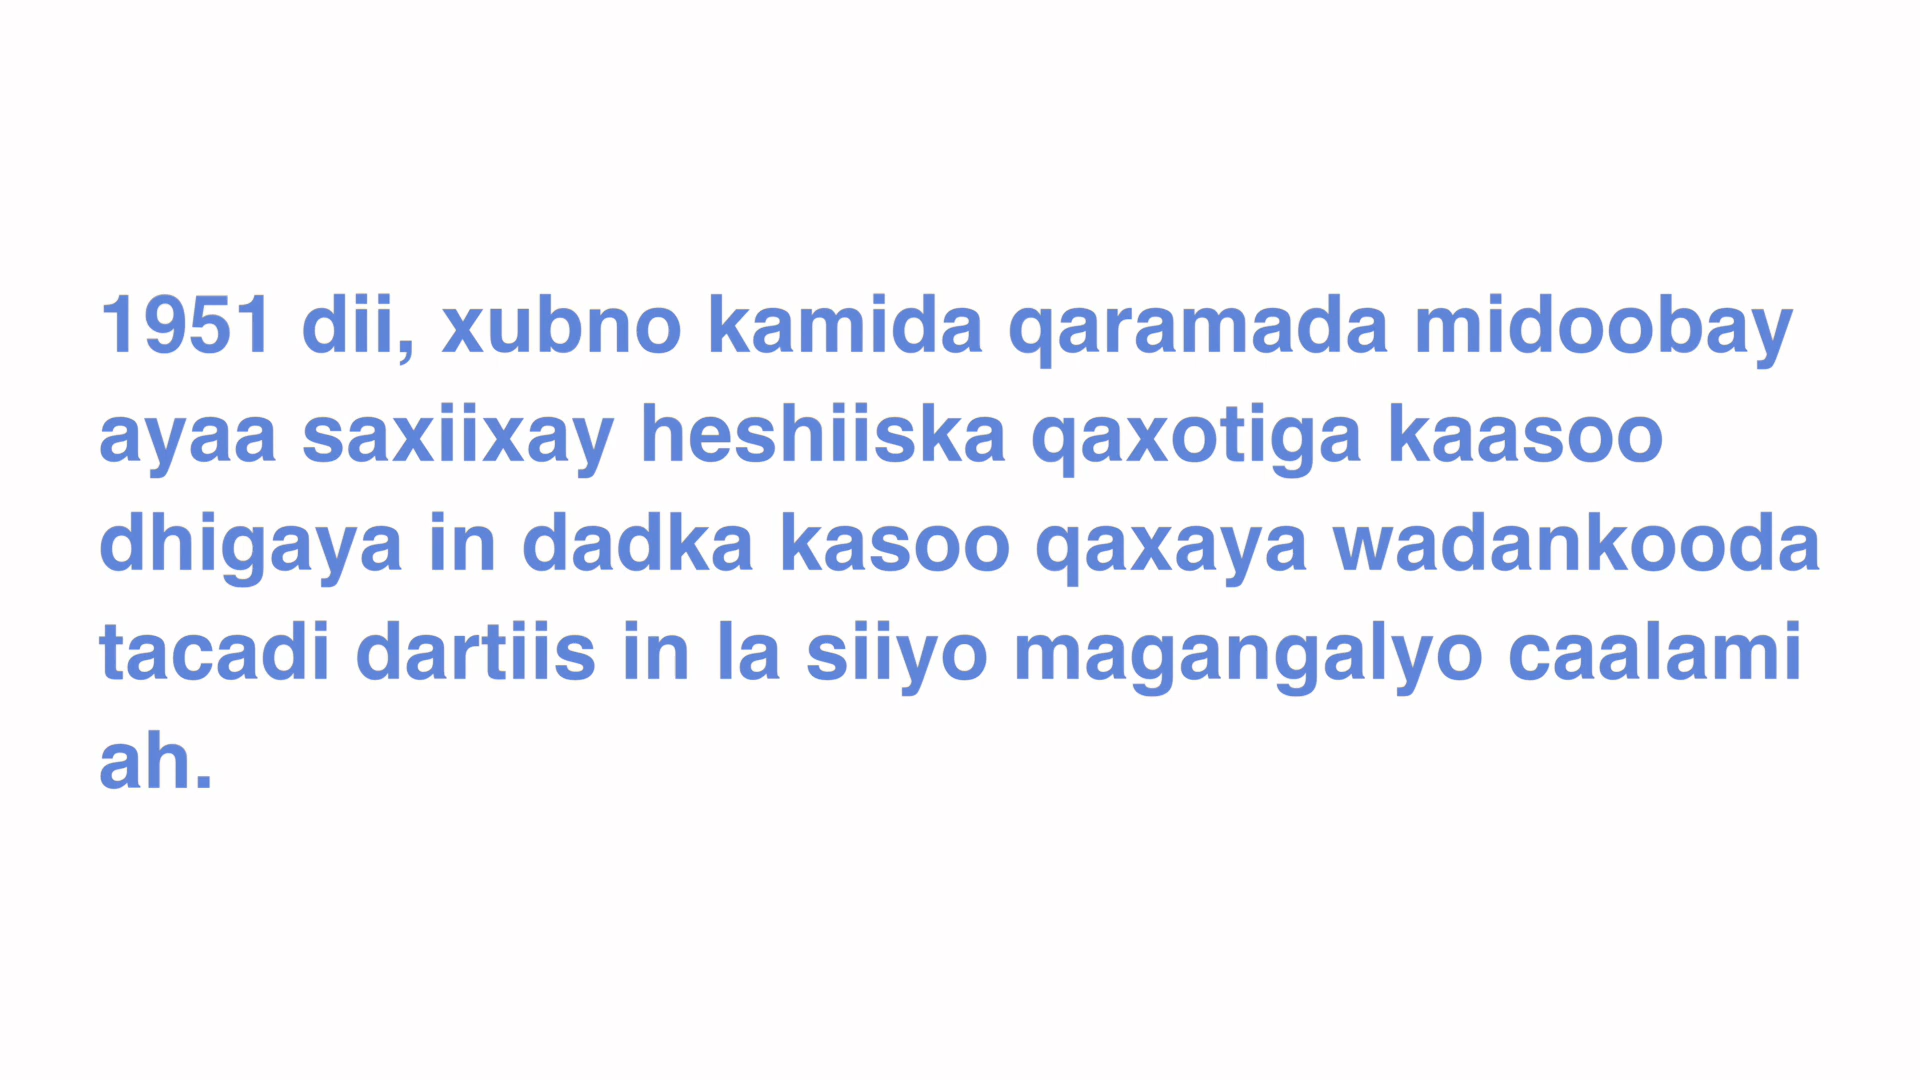 1951 dii, xubno kamida qaramada midoobay
ayaa saxiixay heshiiska qaxotiga kaasoo
dhigaya in dadka kasoo qaxaya wadankooda
tacadi dartiis in la siiyo magangalyo caalami
ah.